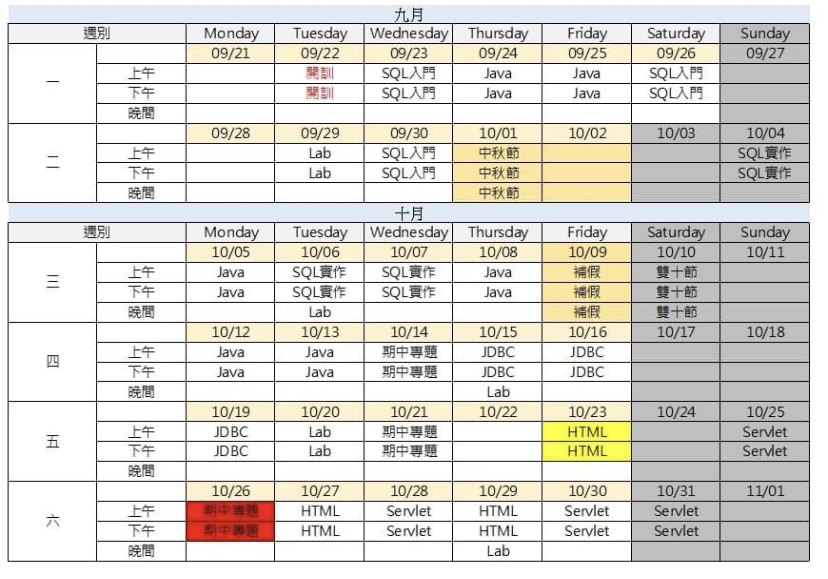 九月
週別 Monday Tuesday Wednesday Thursday Friday Saturday Sunday
一 09/21 09/22 09/23 09/24 09/25 09/26 09/27
上午 開訓 SQL入門 Java Java SQL入門
下午 開訓 SQL入門 Java Java SQL入門
晚間
二 09/28 09/29 09/30 10/01 10/02 10/03 10/04
上午 Lab SQL入門 中秋節 SQL實作
下午 Lab SQL入門 中秋節 SQL實作
晚間 中秋節
十月
週別 Monday Tuesday Wednesday Thursday Friday Saturday Sunday
三 10/05 10/06 10/07 10/08 10/09 10/10 10/11
上午 Java SQL實作 SQL實作 Java 補假 雙十節
下午 Java SQL實作 SQL實作 Java 補假 雙十節
晚間 Lab 補假 雙十節
四 10/12 10/13 10/14 10/15 10/16 10/17 10/18
上午 Java Java 期中專題 JDBC JDBC
下午 Java Java 期中專題 JDBC JDBC
晚間 Lab
五 10/19 10/20 10/21 10/22 10/23 10/24 10/25
上午 JDBC Lab 期中專題 HTML Servlet
下午 JDBC Lab 期中專題 HTML Servlet
晚間
六 10/26 10/27 10/28 10/29 10/30 10/31 11/01
上午 期中專題 HTML Servlet HTML Servlet Servlet
下午 期中專題 HTML Servlet HTML Servlet Servlet
晚間 Lab